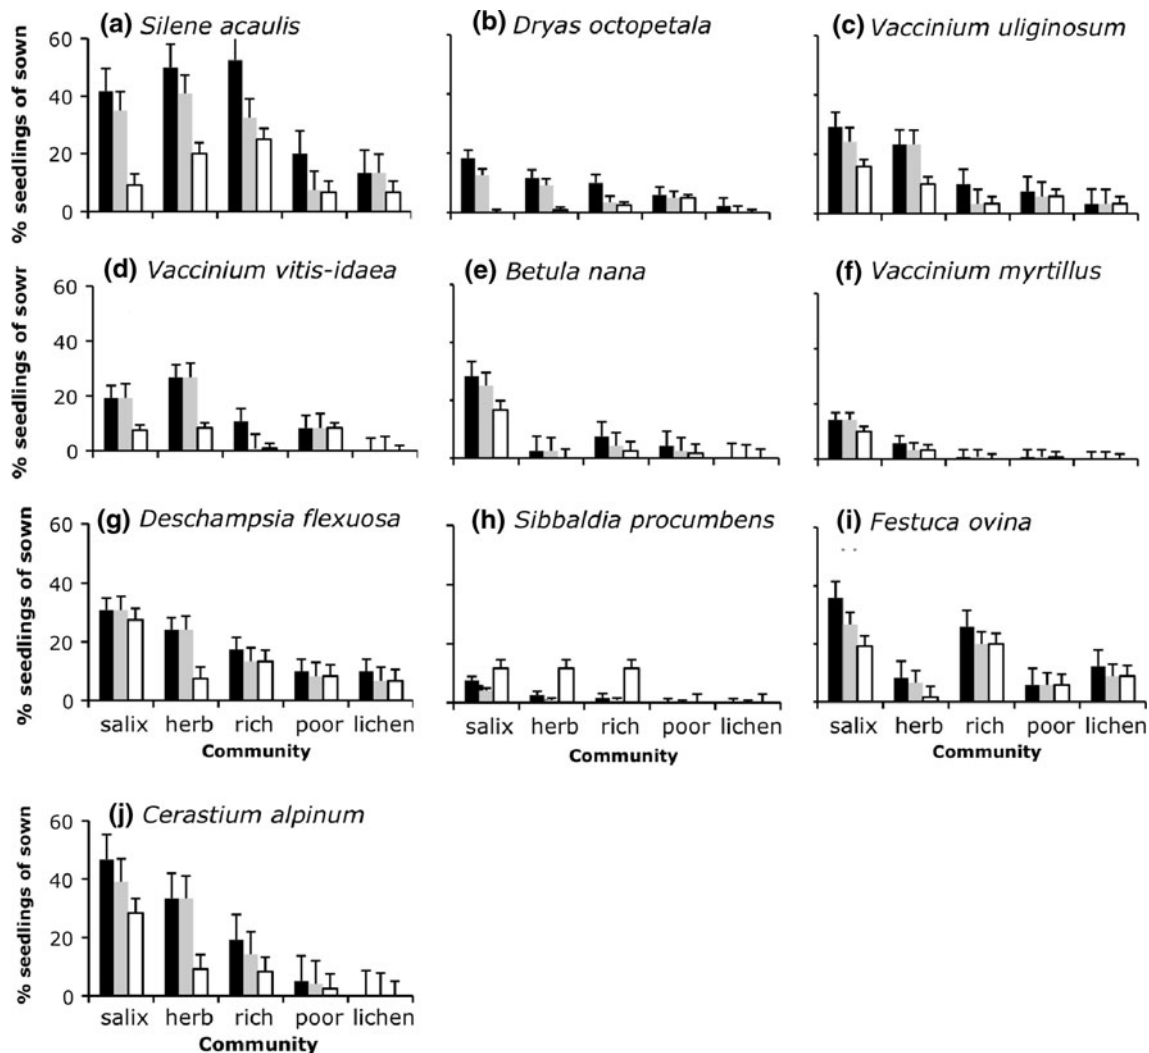 (a) Silene acaulis
(b) Dryas octopetala
(c) Vaccinium uliginosum
% seedlings of sown
60
40
20
0
(d) Vaccinium vitis-idaea
(e) Betula nana
(f) Vaccinium myrtillus
% seedlings of sowr
60
40
20
0
(g) Deschampsia flexuosa
(h) Sibbaldia procumbens
(i) Festuca ovina
% seedlings of sown
60
40
20
0
salix herb rich poor lichen
Community
salix herb rich poor lichen
Community
salix herb rich poor lichen
Community
(j) Cerastium alpinum
% seedlings of sown
60
40
20
0
salix herb rich poor lichen
Community